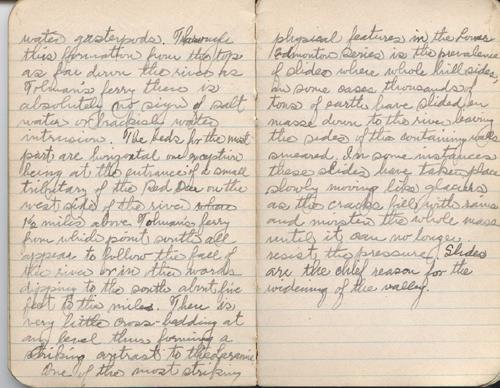 water gasterpods. Through
this formation from the top
as far down the river as
Tolmans ferry there is
absolutely no sign of salt
water or brackish water
intrusion. The beds for the most
part are horizontal one exception
being at the entrance of a small
tributary of the Red Deer on the
west side of the river
1½ miles above Tolmans ferry
from which point south all
appear to follow the fall of
the river or in other words
dipping to the south about five
feet to the mile. There is
very little cross-bedding at
any level thus forming a
striking contrast to the Laramie
One of the most striking
physical features in the Lower
Edmonton Series is the prevalence
of slides where whole hill sides,
in some cases thousands of
tons of earth have slided en
masse down to the river leaving
the sides of the containing walls
smeared. In some instances
these slides have taken place
slowly moving like glaciers
as the cracks fill with rains
and moisten the whole mass
until it can no longer
resist the pressure. Slides
are the chief reason for the
widening of the valley.